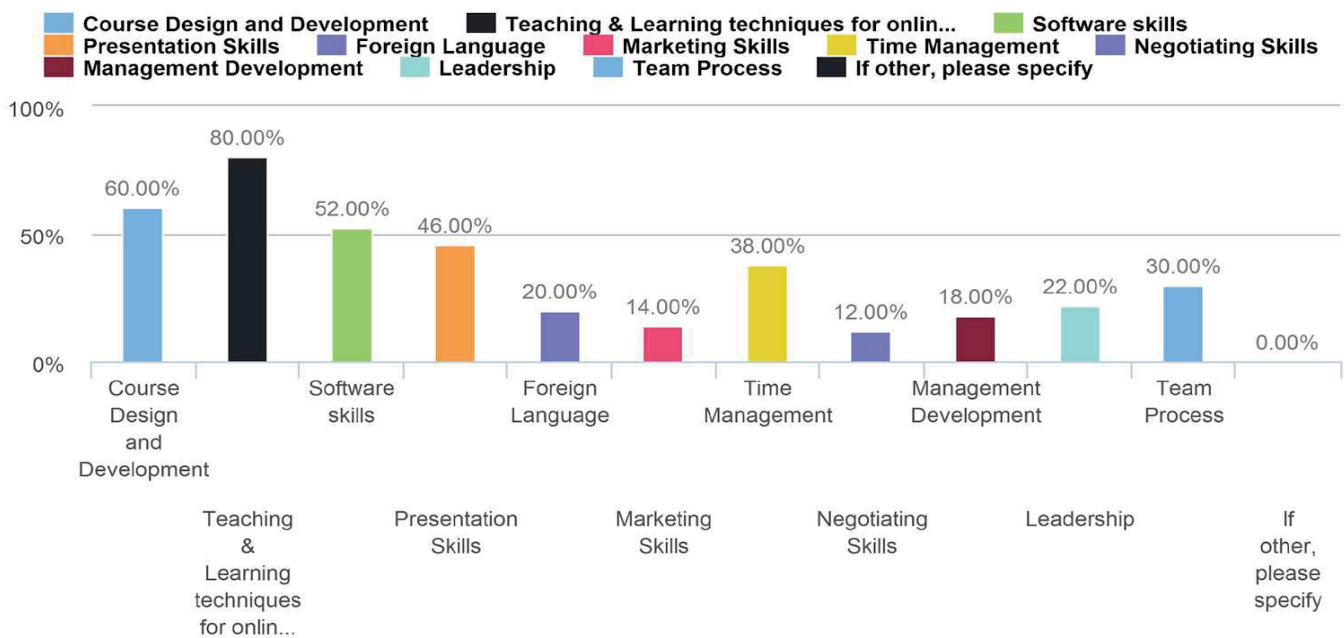 Course Design and Development Teaching & Learning techniques for onlin... Software skills
Presentation Skills Foreign Language Marketing Skills Time Management Negotiating Skills
Management Development Leadership Team Process If other, please specify
100%
80.00%
60.00%
52.00%
46.00%
50%
38.00%
30.00%
20.00%
22.00%
14.00%
12.00%
18.00%
0.00%
0%
Course
Design
and
Development
Software
skills
Foreign
Language
Time
Management
Management
Development
Team
Process
Teaching
&
Learning
techniques
for onlin...
Presentation
Skills
Marketing
Skills
Negotiating
Skills
Leadership
If
other,
please
specify